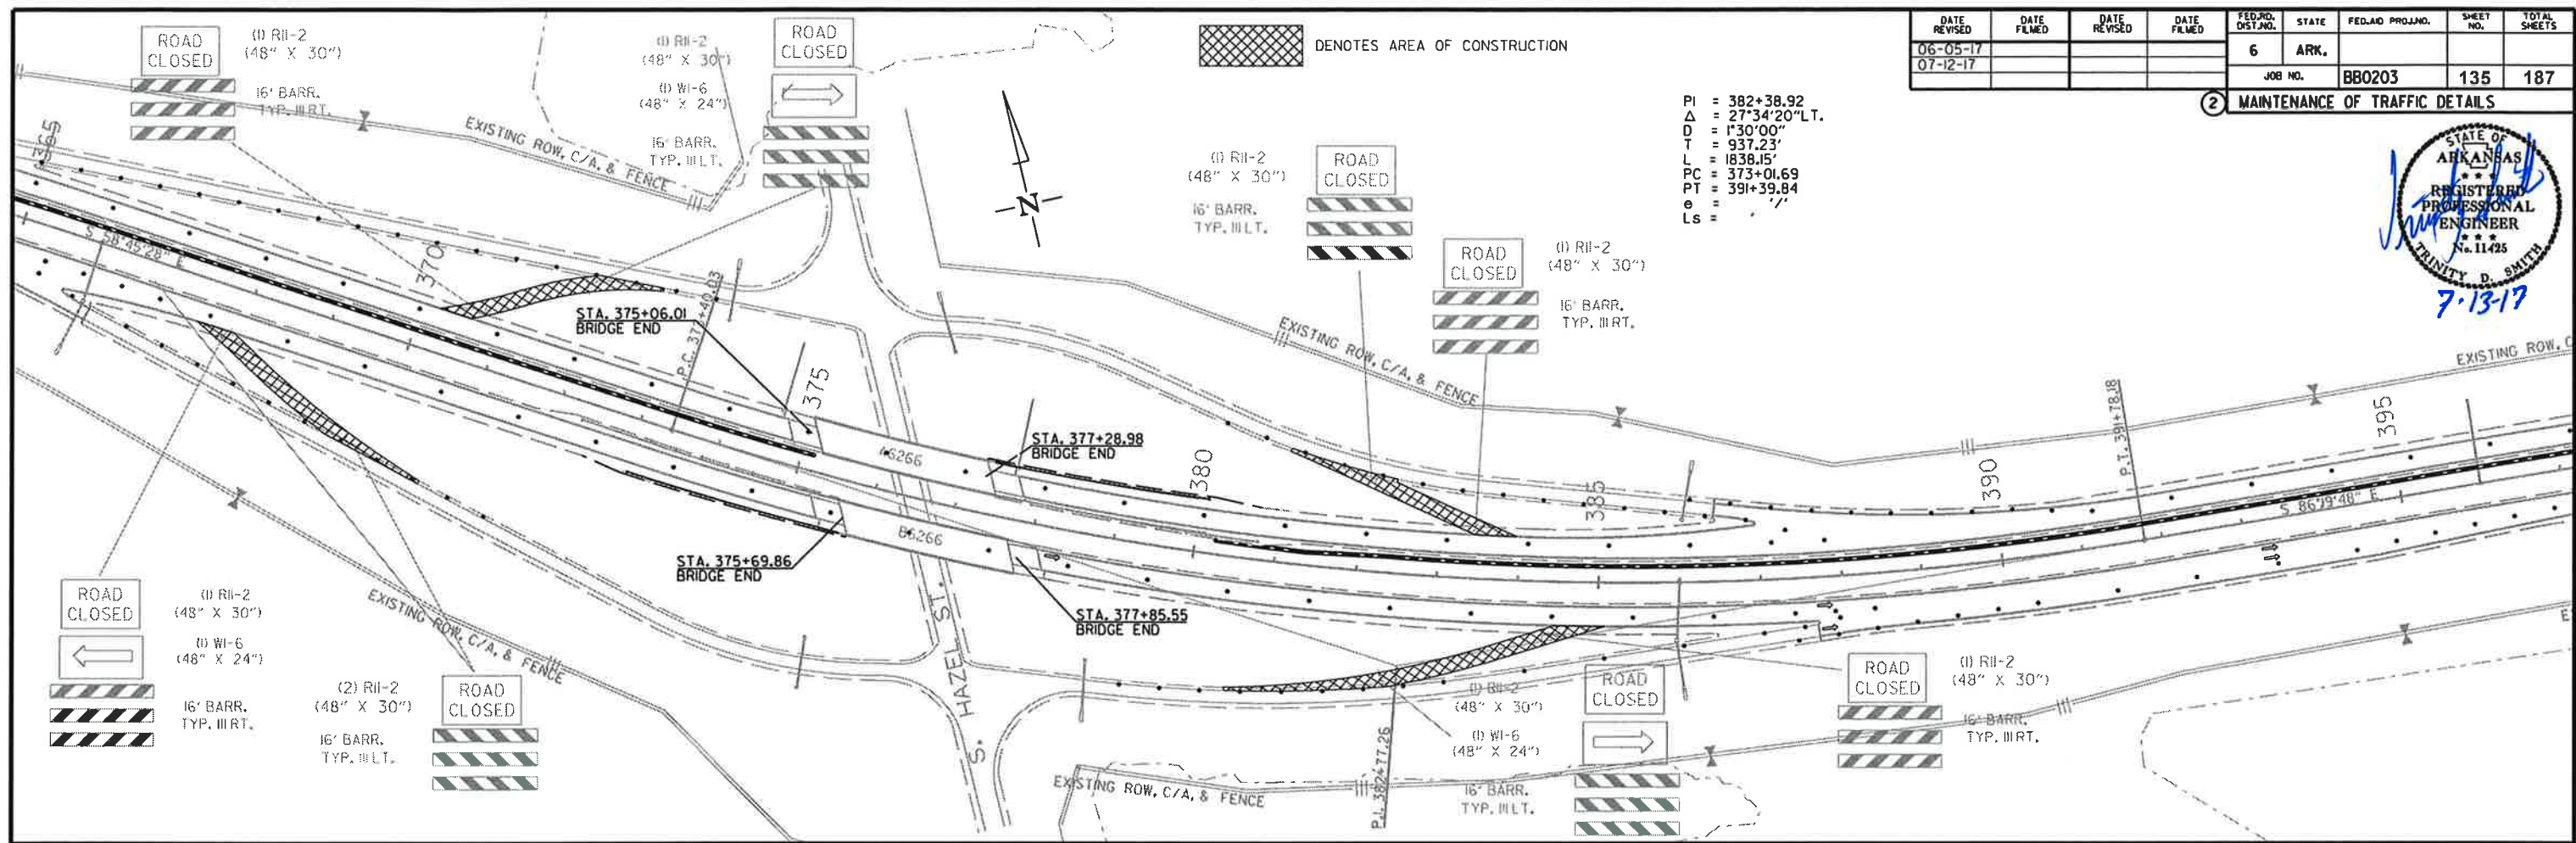 ROAD
CLOSED
(1) R11-2
(48" X 30")
16' BARR.
TYP. III RT.
(1) R11-2
(48" X 30")
(1) W1-6
(48" X 24")
16' BARR.
TYP. III LT.
ROAD
CLOSED
DENOTES AREA OF CONSTRUCTION
DATE REVISED
DATE FILMED
DATE REVISED
DATE FILMED
FED.RD. DIST.NO.
STATE
FED.AID PROJ.NO.
SHEET NO.
TOTAL SHEETS
06-05-17
07-12-17
6
ARK.
JOB NO.
BB0203
135
187
2 MAINTENANCE OF TRAFFIC DETAILS
PI = 382+38.92
Δ = 27°34'20"LT.
D = 1°30'00"
T = 937.23'
L = 1838.15'
PC = 373+01.69
PT = 391+39.84
e = '/'
Ls = '
STATE OF
ARKANSAS
REGISTERED
PROFESSIONAL
ENGINEER
No. 11425
TRINITY D. SMITH
7-13-17
N
365
EXISTING ROW, C/A, & FENCE
S 58°45'28" E
370
STA. 375+06.01
BRIDGE END
P.C. 373+40.03
375
(1) R11-2
(48" X 30")
16' BARR.
TYP. III LT.
ROAD
CLOSED
ROAD
CLOSED
(1) R11-2
(48" X 30")
16' BARR.
TYP. III RT.
EXISTING ROW, C/A, & FENCE
EXISTING ROW, C
A6266
STA. 377+28.98
BRIDGE END
380
385
390
P.T. 391+78.18
395
S 86°19'48" E
B6266
STA. 375+69.86
BRIDGE END
STA. 377+85.55
BRIDGE END
S. HAZEL ST.
ROAD
CLOSED
(1) R11-2
(48" X 30")
(1) W1-6
(48" X 24")
16' BARR.
TYP. III RT.
EXISTING ROW, C/A, & FENCE
(2) R11-2
(48" X 30")
16' BARR.
TYP. III LT.
ROAD
CLOSED
EXISTING ROW, C/A, & FENCE
P.I. 382+77.26
(1) R11-2
(48" X 30")
(1) W1-6
(48" X 24")
16' BARR.
TYP. III LT.
ROAD
CLOSED
ROAD
CLOSED
(1) R11-2
(48" X 30")
16' BARR.
TYP. III RT.
E